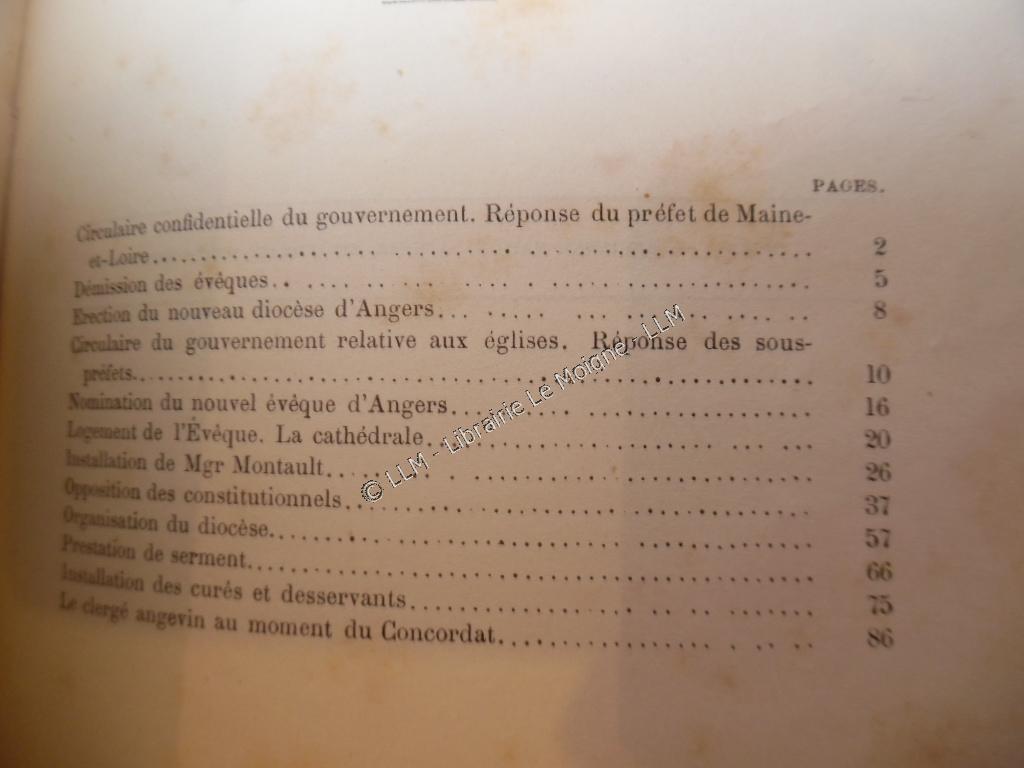 PAGES.
Circulaire confidentielle du gouvernement. Réponse du préfet de Maine-
et-Loire........................................ 2
Démission des évêques........................................ 5
Erection du nouveau diocèse d'Angers........................................ 8
Circulaire du gouvernement relative aux églises. Réponse des sous-
préfets........................................ 10
Nomination du nouvel évêque d'Angers........................................ 16
Logement de l'Évêque. La cathédrale........................................ 20
Installation de Mgr Montault........................................ 26
Opposition des constitutionnels........................................ 37
Organisation du diocèse........................................ 57
Prestation de serment........................................ 66
Installation des curés et desservants........................................ 75
Le clergé angevin au moment du Concordat........................................ 86
© LLM - Librairie Le Moigne - LLM